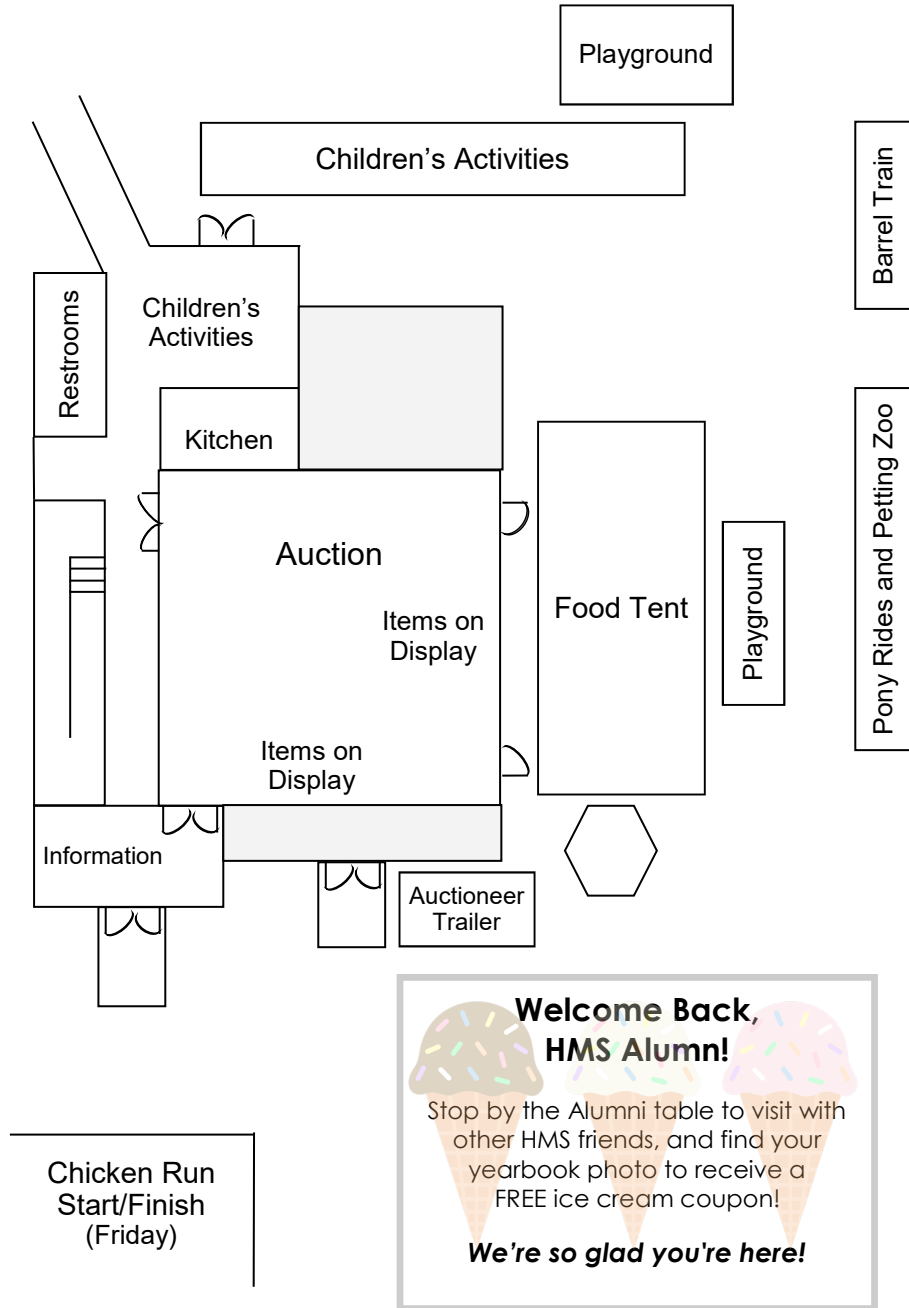 Playground
Children's Activities
Barrel Train
Children's
Activities
Restrooms
Kitchen
Pony Rides and Petting Zoo
Auction
Items on
Display
Food Tent
Playground
Items on
Display
Information
Auctioneer
Trailer
Welcome Back,
HMS Alumn!
Stop by the Alumni table to visit with
other HMS friends, and find your
yearbook photo to receive a
FREE ice cream coupon!
We're so glad you're here!
Chicken Run
Start/Finish
(Friday)